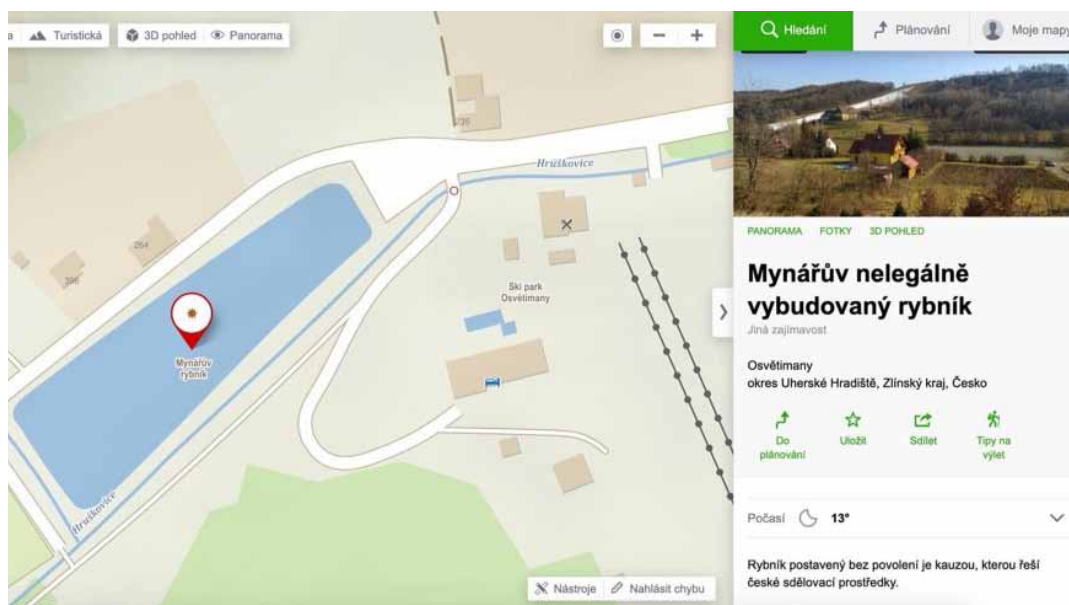 a
Turistická
3D pohled
Panorama
Hledání
Plánování
Moje mapy
736
Hruškovice
264
Ski park
Osvětimany
Mynářův
rybník
Hruškovice
Nástroje
Nahlásit chybu
PANORAMA FOTKY 3D POHLED
Mynářův nelegálně
vybudovaný rybník
Jiná zajímavost
Osvětimany
okres Uherské Hradiště, Zlínský kraj, Česko
Do
plánování
Uložit
Sdílet
Tipy na
výlet
Počasí 13°
Rybník postavený bez povolení je kauzou, kterou řeší
české sdělovací prostředky.